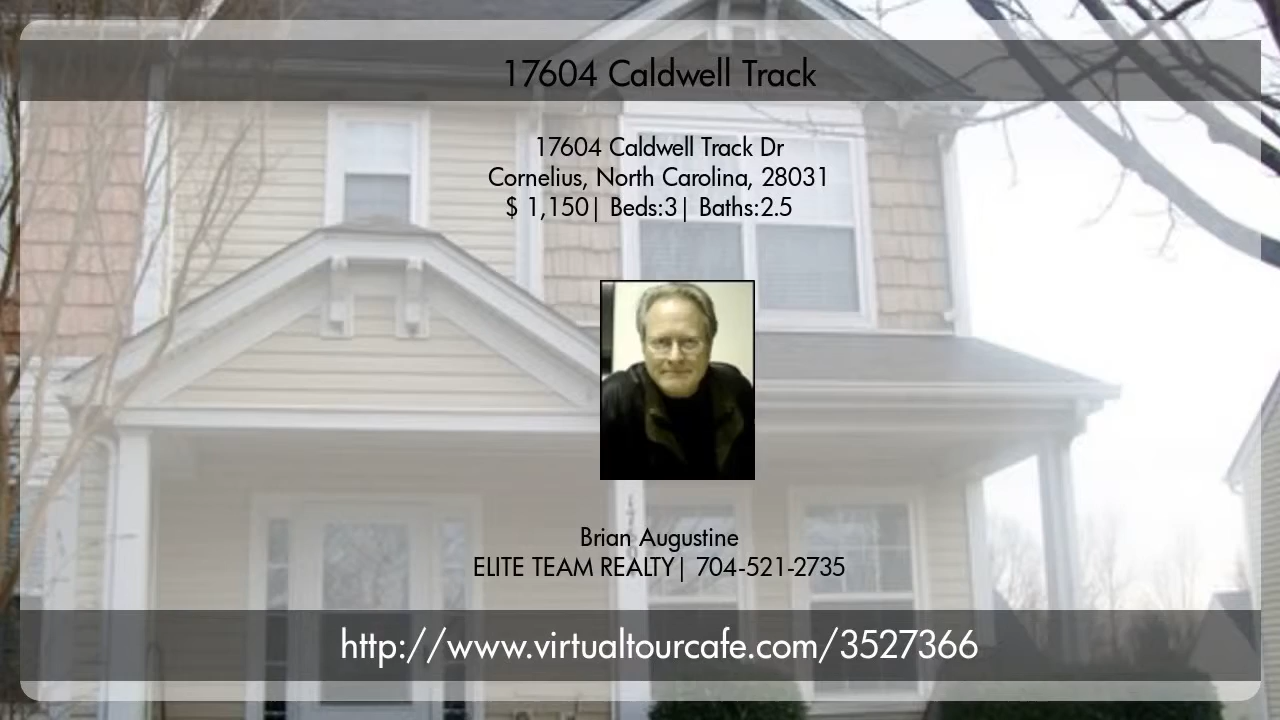 17604 Caldwell Track
17604 Caldwell Track Dr
Cornelius, North Carolina, 28031
$ 1,150| Beds:3| Baths:2.5
Brian Augustine
ELITE TEAM REALTY| 704-521-2735
http://www.virtualtourcafe.com/3527366